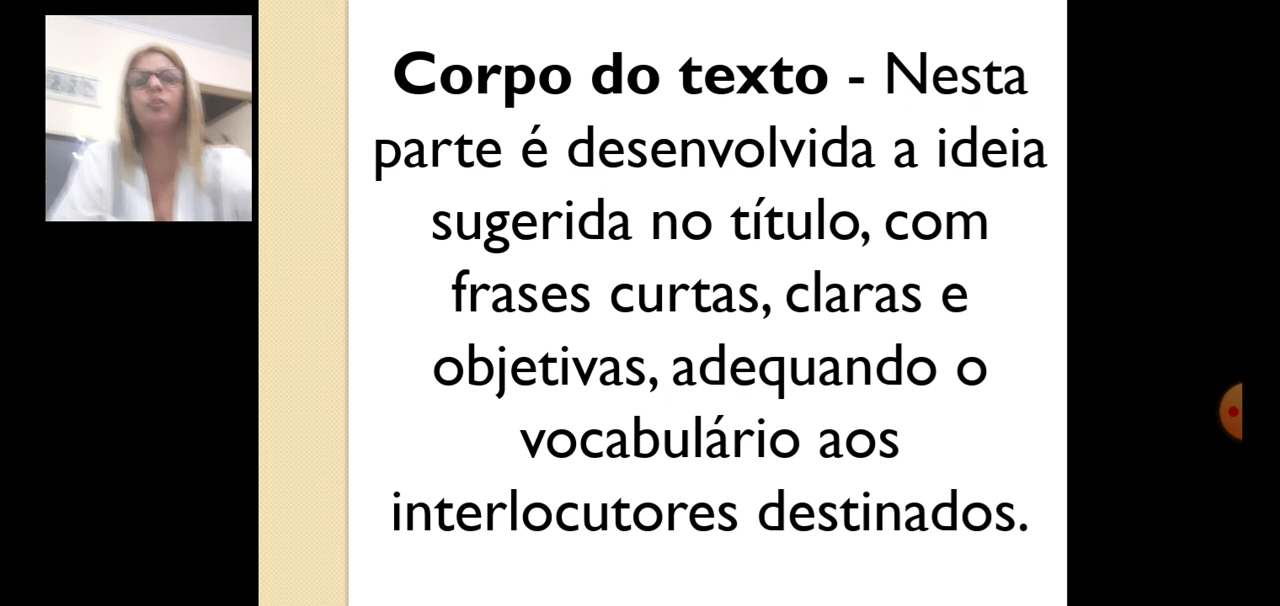 Corpo do texto - Nesta
parte é desenvolvida a ideia
sugerida no título, com
frases curtas, claras e
objetivas, adequando o
vocabulário aos
interlocutores destinados.